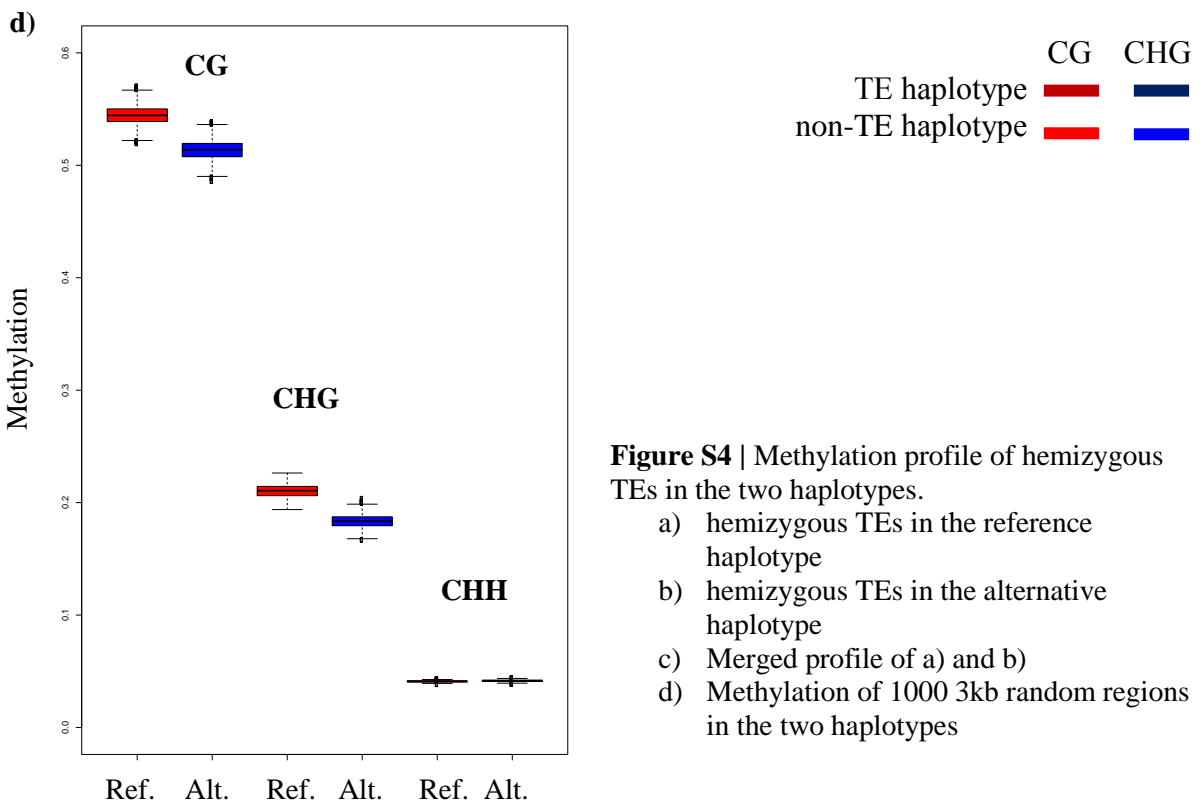 d)
CG CHG
TE haplotype
non-TE haplotype
Methylation
0.6
0.5
0.4
0.3
0.2
0.1
0.0
CG
CHG
CHH
Ref. Alt. Ref. Alt. Ref. Alt.
Figure S4 | Methylation profile of hemizygous
TEs in the two haplotypes.
a) hemizygous TEs in the reference
haplotype
b) hemizygous TEs in the alternative
haplotype
c) Merged profile of a) and b)
d) Methylation of 1000 3kb random regions
in the two haplotypes